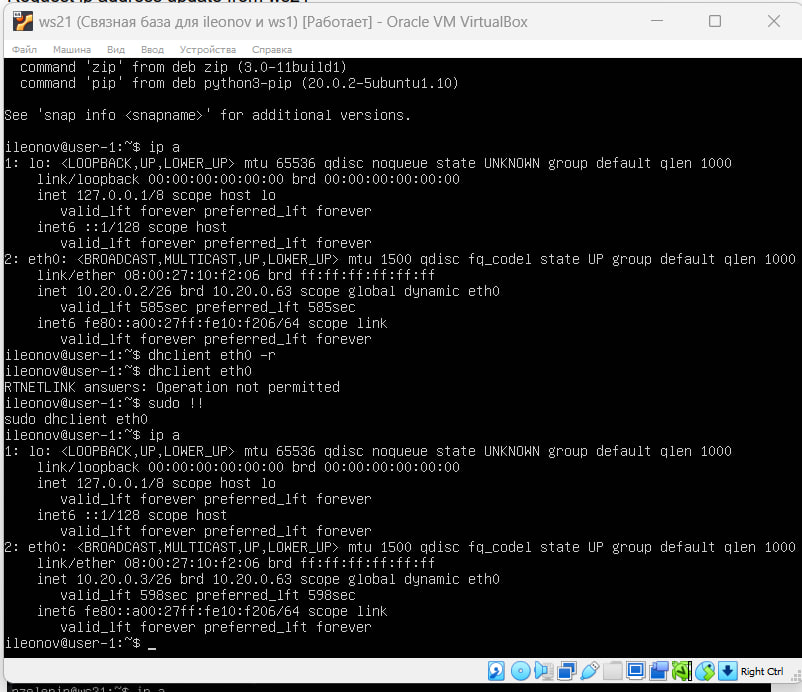 Request ip address update from ws21
ws21 (Связная база для ileonov и ws1) [Работает] - Oracle VM VirtualBox
Файл Машина Вид Ввод Устройства Справка
command 'zip' from deb zip (3.0-11build1)
command 'pip' from deb python3-pip (20.0.2-5ubuntu1.10)
See 'snap info <snapname>' for additional versions.
ileonov@user-1:~$ ip a
1: lo: <LOOPBACK,UP,LOWER_UP> mtu 65536 qdisc noqueue state UNKNOWN group default qlen 1000
link/loopback 00:00:00:00:00:00 brd 00:00:00:00:00:00
inet 127.0.0.1/8 scope host lo
valid_lft forever preferred_lft forever
inet6 ::1/128 scope host
valid_lft forever preferred_lft forever
2: eth0: <BROADCAST,MULTICAST,UP,LOWER_UP> mtu 1500 qdisc fq_codel state UP group default qlen 1000
link/ether 08:00:27:10:f2:06 brd ff:ff:ff:ff:ff:ff
inet 10.20.0.2/26 brd 10.20.0.63 scope global dynamic eth0
valid_lft 585sec preferred_lft 585sec
inet6 fe80::a00:27ff:fe10:f206/64 scope link
valid_lft forever preferred_lft forever
ileonov@user-1:~$ dhclient eth0 -r
ileonov@user-1:~$ dhclient eth0
RTNETLINK answers: Operation not permitted
ileonov@user-1:~$ sudo !!
sudo dhclient eth0
ileonov@user-1:~$ ip a
1: lo: <LOOPBACK,UP,LOWER_UP> mtu 65536 qdisc noqueue state UNKNOWN group default qlen 1000
link/loopback 00:00:00:00:00:00 brd 00:00:00:00:00:00
inet 127.0.0.1/8 scope host lo
valid_lft forever preferred_lft forever
inet6 ::1/128 scope host
valid_lft forever preferred_lft forever
2: eth0: <BROADCAST,MULTICAST,UP,LOWER_UP> mtu 1500 qdisc fq_codel state UP group default qlen 1000
link/ether 08:00:27:10:f2:06 brd ff:ff:ff:ff:ff:ff
inet 10.20.0.3/26 brd 10.20.0.63 scope global dynamic eth0
valid_lft 598sec preferred_lft 598sec
inet6 fe80::a00:27ff:fe10:f206/64 scope link
valid_lft forever preferred_lft forever
ileonov@user-1:~$ _
Right Ctrl
$ ip a